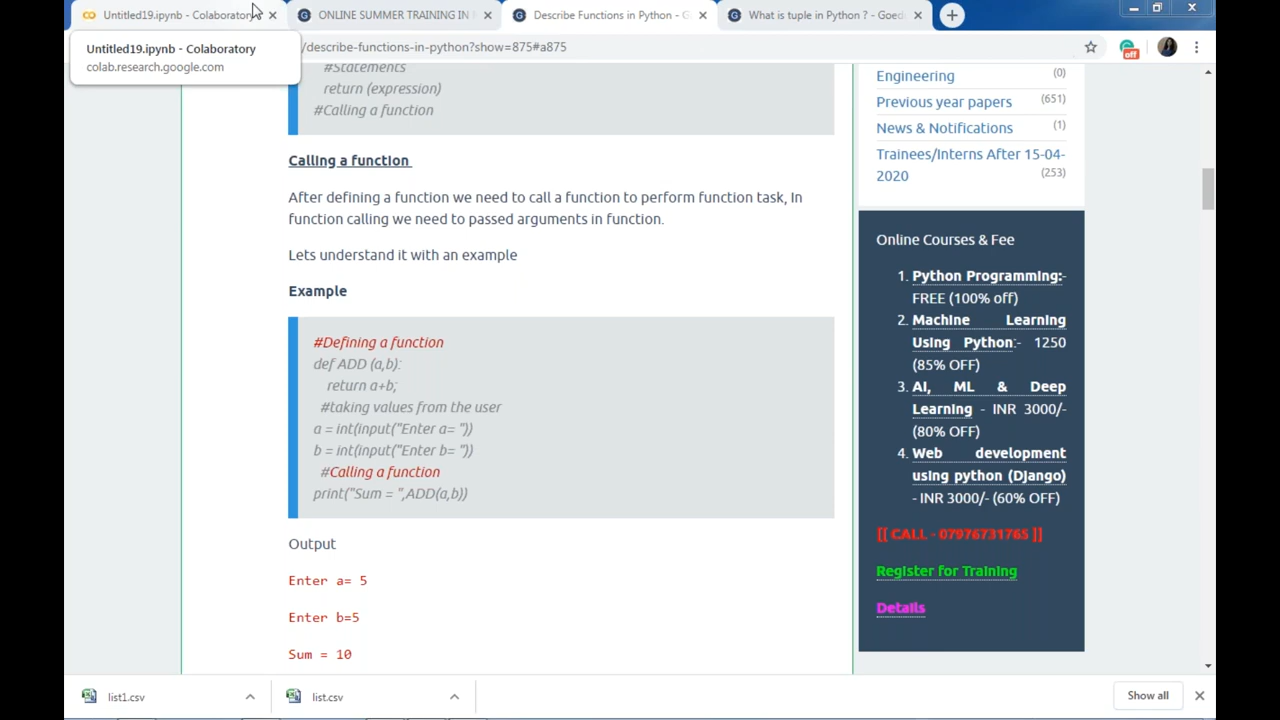 Untitled19.ipynb - Colaboratory
ONLINE SUMMER TRAINING IN
Describe Functions in Python - G
What is tuple in Python ? - Goed
Untitled19.ipynb - Colaboratory
colab.research.google.com
/describe-functions-in-python?show=875#a875
off
#Statements
return (expression)
#Calling a function
Calling a function
After defining a function we need to call a function to perform function task, In
function calling we need to passed arguments in function.
Lets understand it with an example
Example
#Defining a function
def ADD (a,b):
return a+b;
#taking values from the user
a = int(input("Enter a= "))
b = int(input("Enter b= "))
#Calling a function
print("Sum = ",ADD(a,b))
Output
Enter a= 5
Enter b=5
Sum = 10
Engineering (0)
Previous year papers (651)
News & Notifications (1)
Trainees/Interns After 15-04-
2020 (253)
Online Courses & Fee
1. Python Programming:-
FREE (100% off)
2. Machine Learning
Using Python:- 1250
(85% OFF)
3. AI, ML & Deep
Learning - INR 3000/-
(80% OFF)
4. Web development
using python (Django)
- INR 3000/- (60% OFF)
[[ CALL - 07976731765 ]]
Register for Training
Details
list1.csv
list.csv
Show all